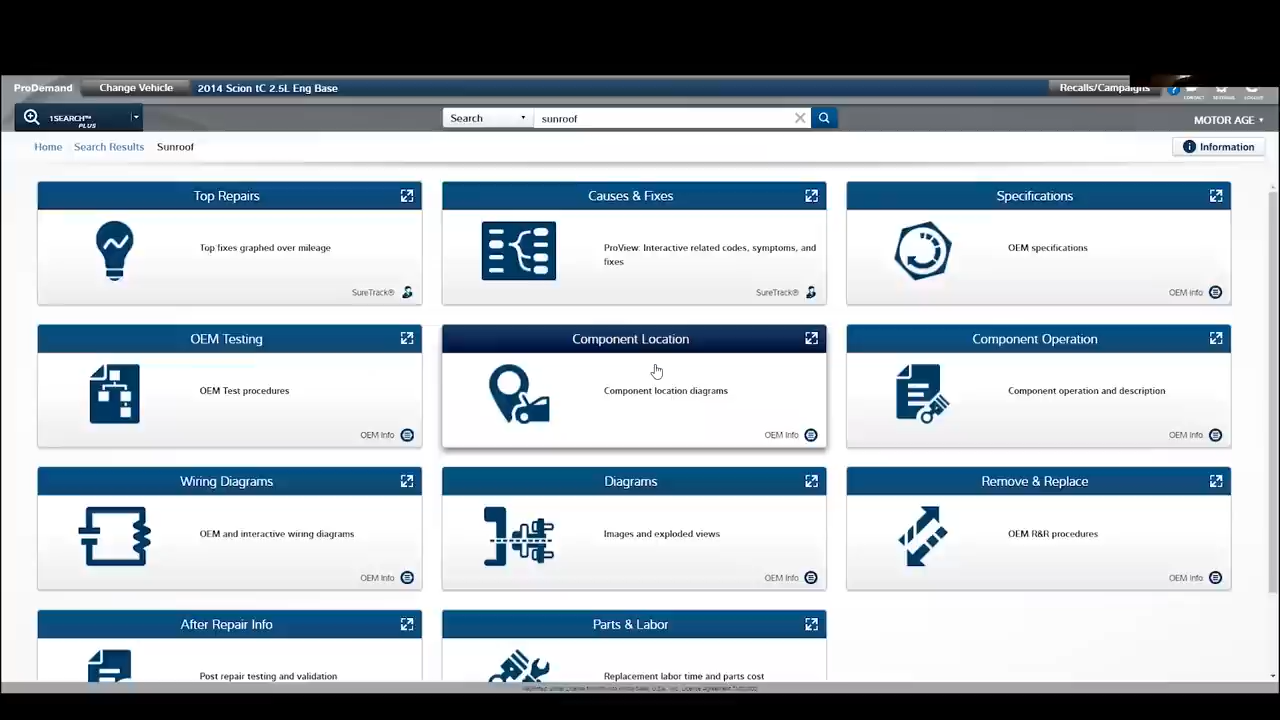 ProDemand Change Vehicle 2014 Scion tC 2.5L Eng Base Recalls/Campaigns
CONTACT
1SEARCH™ PLUS Search sunroof MOTOR AGE
Home Search Results Sunroof Information
Top Repairs
Top fixes graphed over mileage
SureTrack®
Causes & Fixes
ProView: Interactive related codes, symptoms, and
fixes
SureTrack®
Specifications
OEM specifications
OEM Info
OEM Testing
OEM Test procedures
OEM Info
Component Location
Component location diagrams
OEM Info
Component Operation
Component operation and description
OEM Info
Wiring Diagrams
OEM and interactive wiring diagrams
OEM Info
Diagrams
Images and exploded views
OEM Info
Remove & Replace
OEM R&R procedures
OEM Info
After Repair Info
Post repair testing and validation
Parts & Labor
Replacement labor time and parts cost